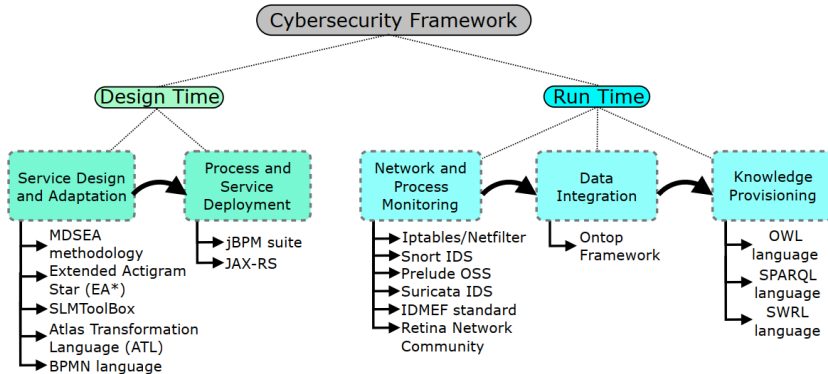 Cybersecurity Framework
Design Time
Run Time
Service Design
and Adaptation
Process and
Service
Deployment
Network and
Process
Monitoring
Data
Integration
Knowledge
Provisioning
MDSEA
methodology
Extended Actigram
Star (EA*)
SLMToolBox
Atlas Transformation
Language (ATL)
BPMN language
jBPM suite
JAX-RS
Iptables/Netfilter
Snort IDS
Prelude OSS
Suricata IDS
IDMEF standard
Retina Network
Community
Ontop
Framework
OWL
language
SPARQL
language
SWRL
language